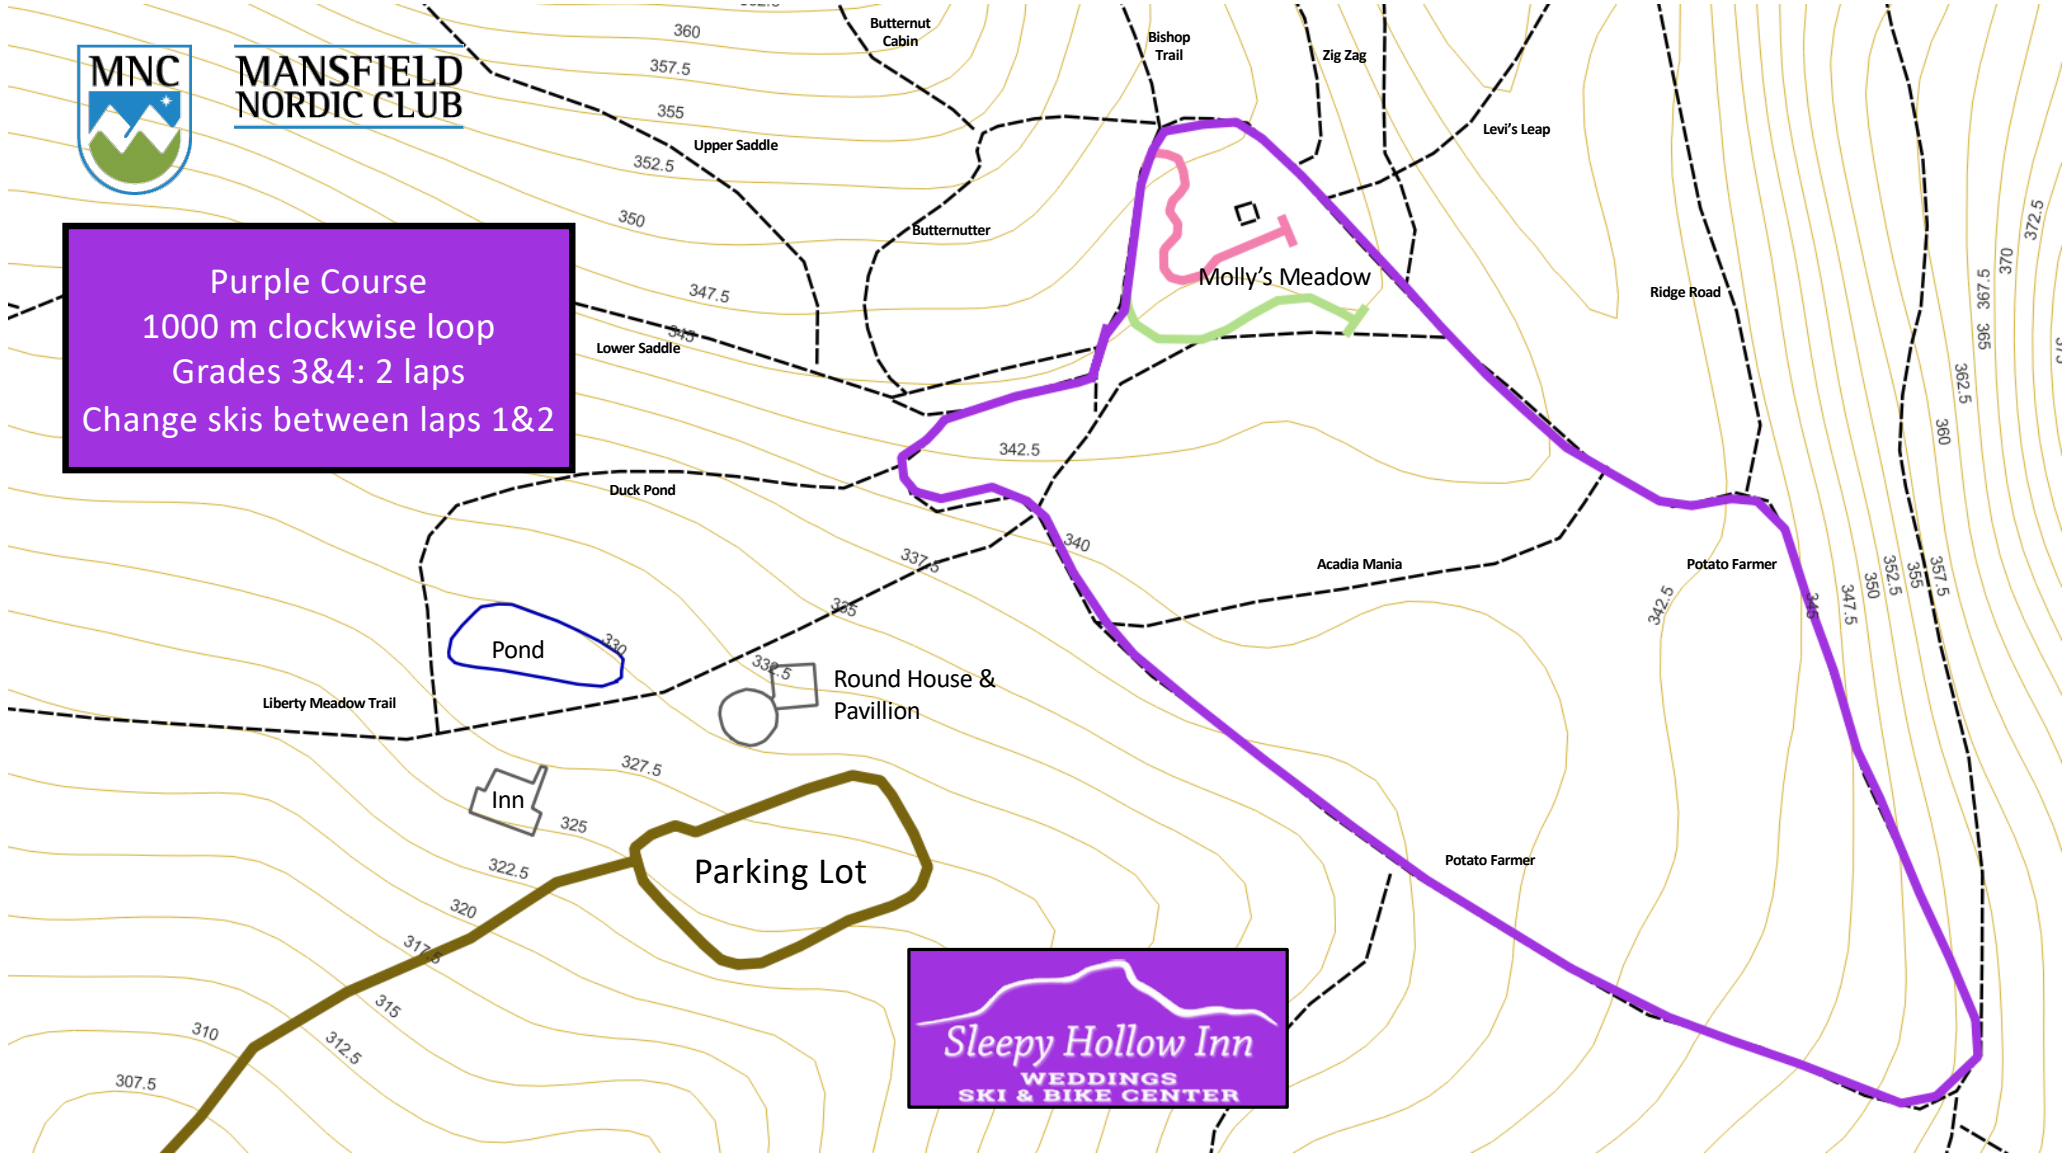 MNC
MANSFIELD
NORDIC CLUB
Purple Course
1000 m clockwise loop
Grades 3&4: 2 laps
Change skis between laps 1&2
360
357.5
355
352.5
350
347.5
345
342.5
340
337.5
335
332.5
330
327.5
325
322.5
320
317.5
315
312.5
310
307.5
Butternut
Cabin
Bishop
Trail
Zig Zag
Levi's Leap
Upper Saddle
Butternutter
Lower Saddle
Molly's Meadow
Ridge Road
Duck Pond
Acadia Mania
Potato Farmer
342.5
345
347.5
350
352.5
355
357.5
360
362.5
365
367.5
370
372.5
Pond
Liberty Meadow Trail
Round House &
Pavillion
Inn
Parking Lot
Potato Farmer
Sleepy Hollow Inn
WEDDINGS
SKI & BIKE CENTER